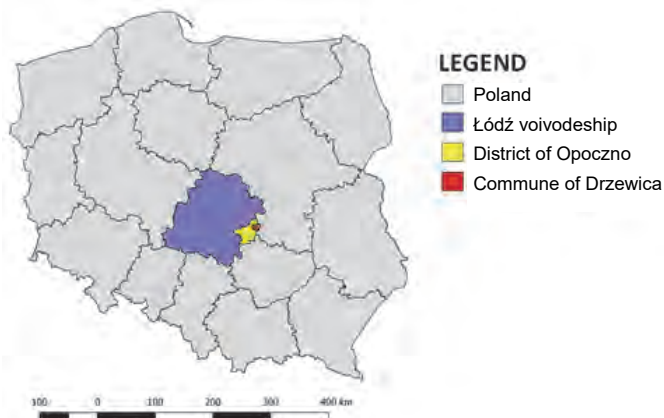 LEGEND
Poland
Łódź voivodeship
District of Opoczno
Commune of Drzewica
100 0 100 200 300 400 km